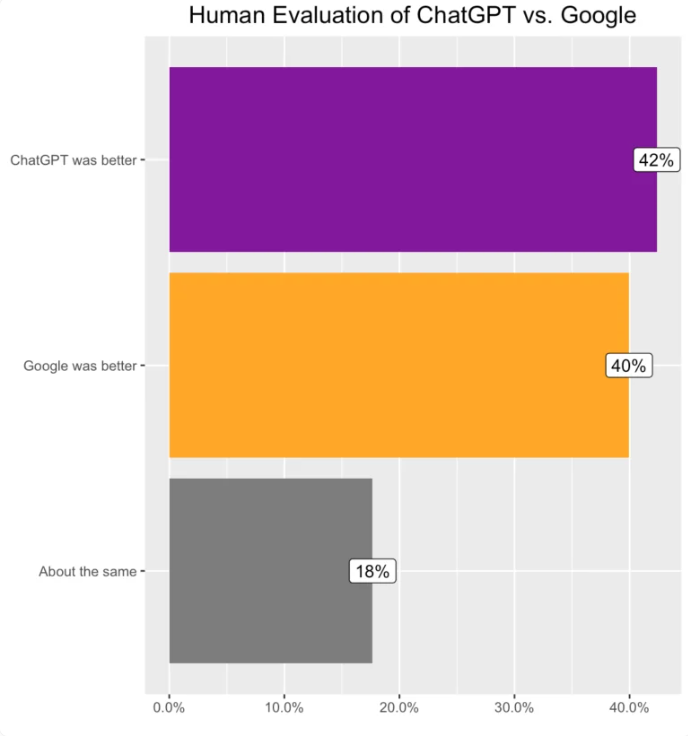 Human Evaluation of ChatGPT vs. Google
ChatGPT was better
42%
Google was better
40%
About the same
18%
0.0%
10.0%
20.0%
30.0%
40.0%